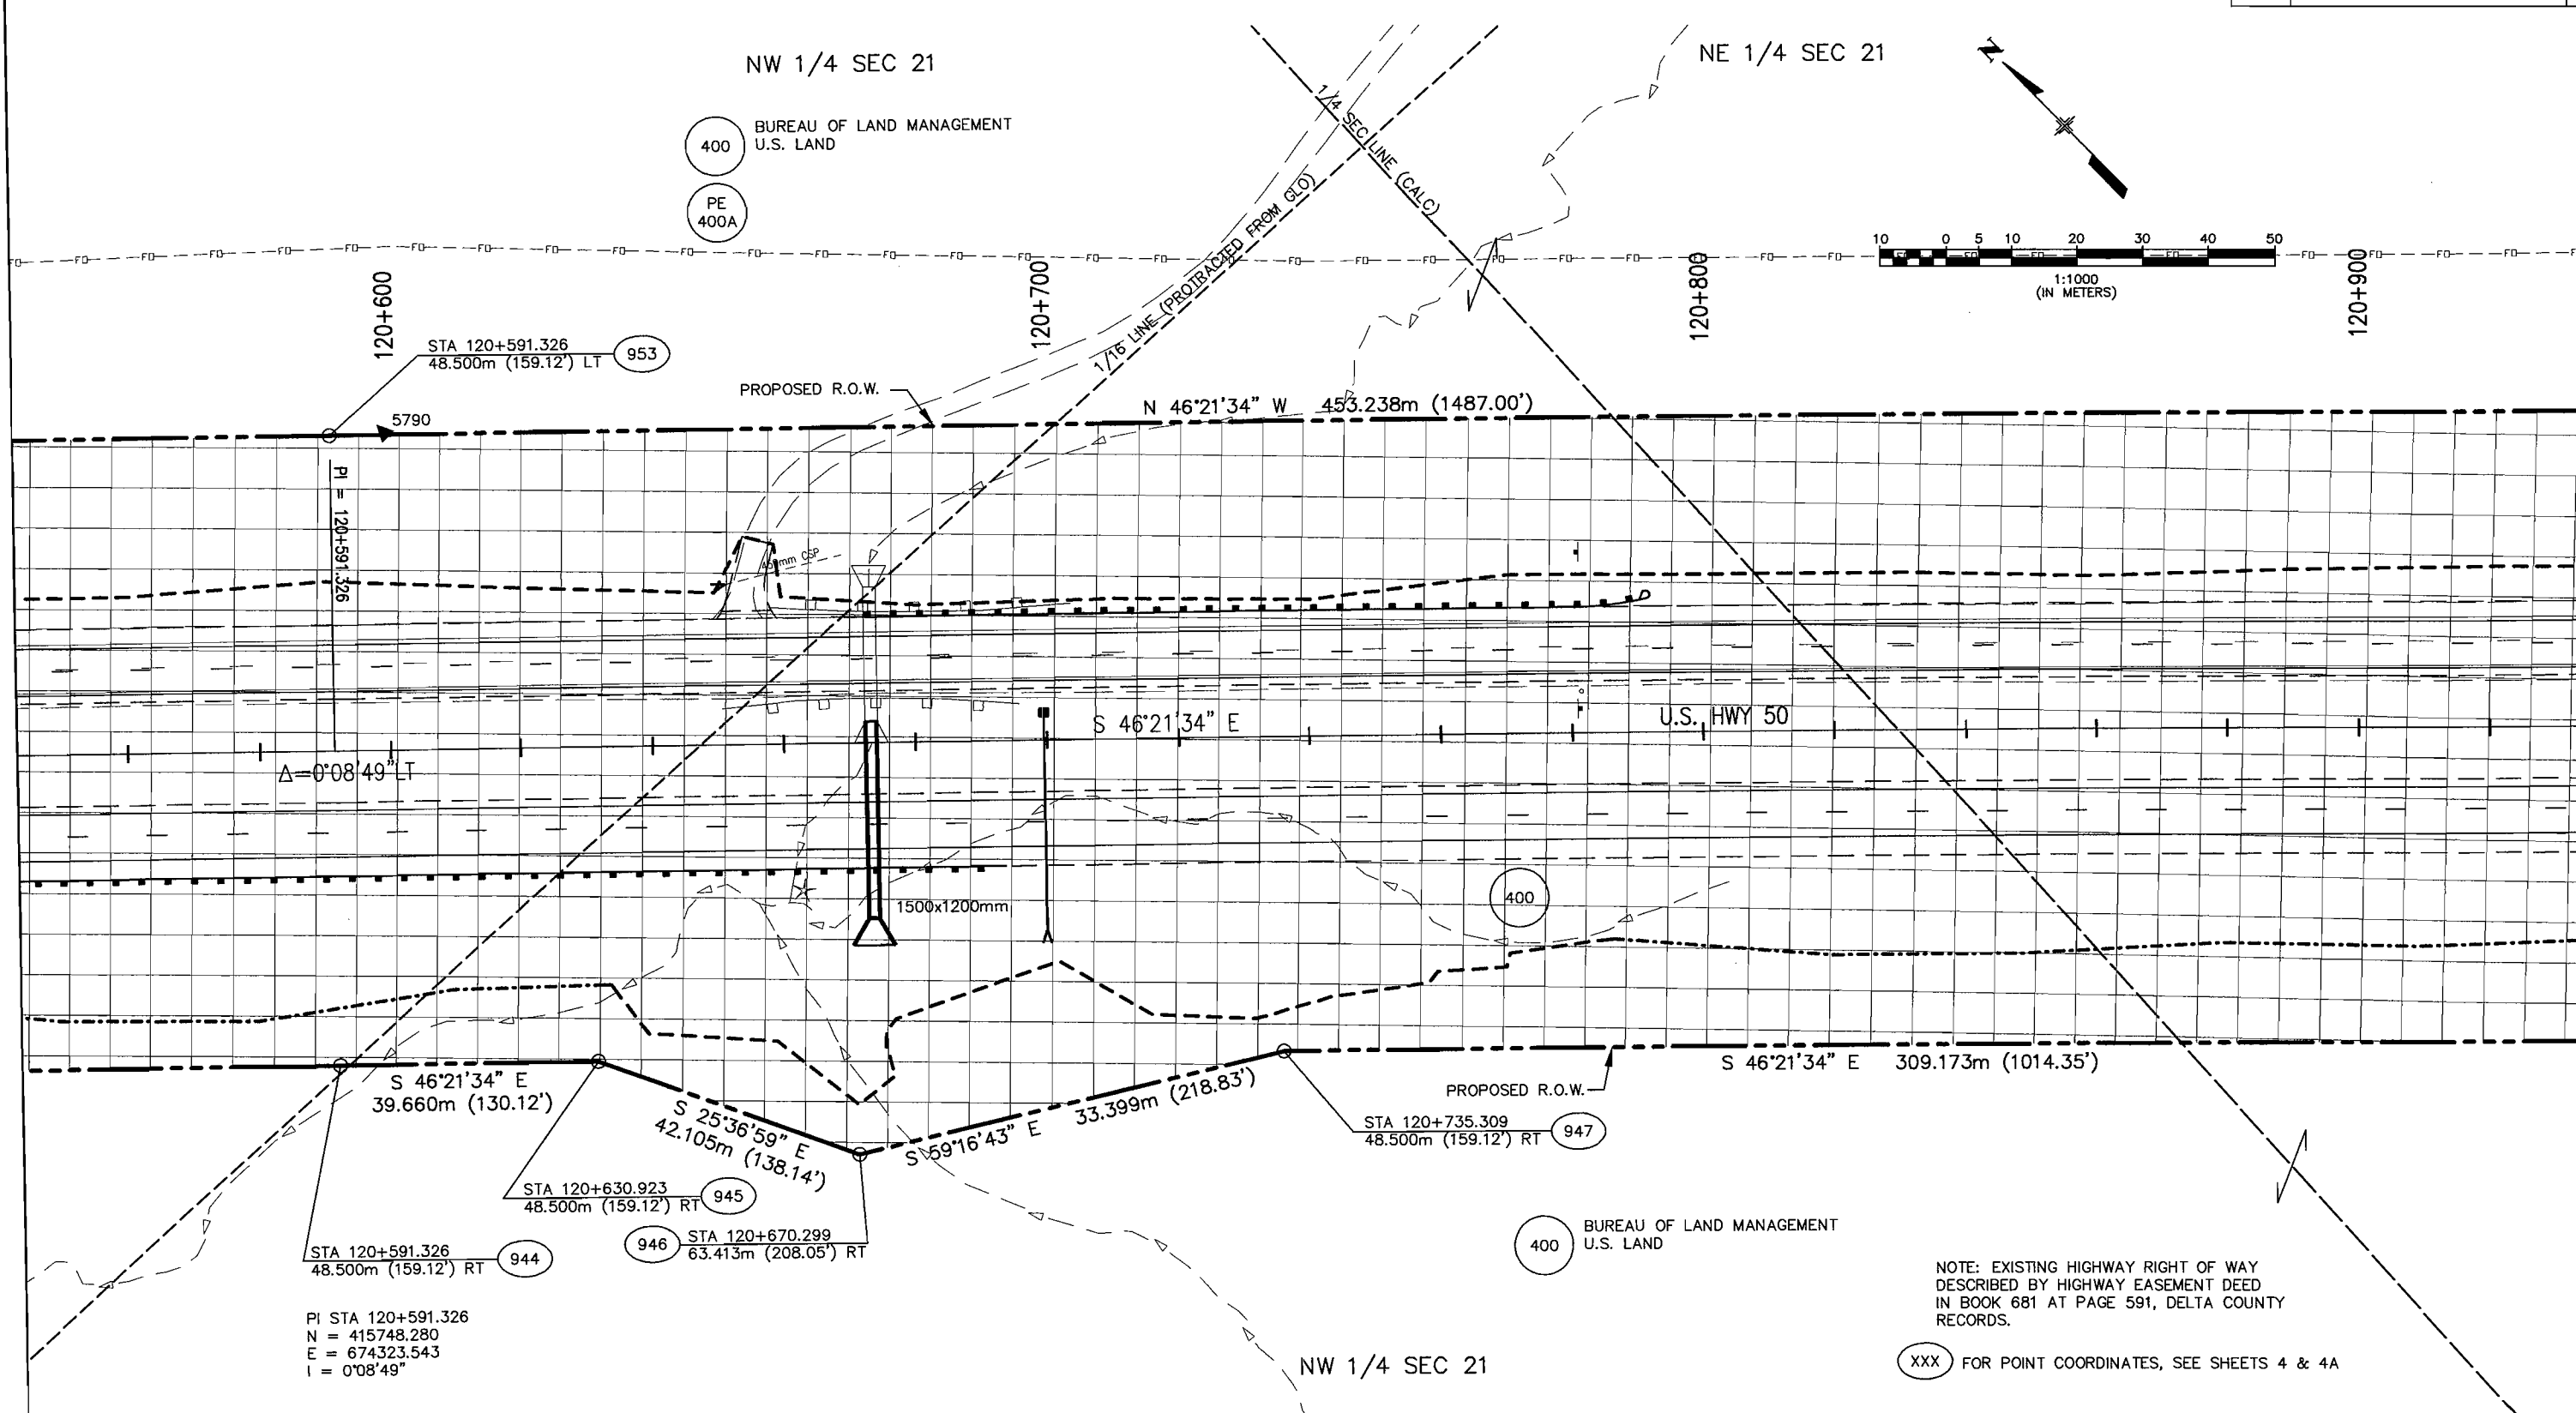 NW 1/4 SEC 21
NE 1/4 SEC 21
N
400
BUREAU OF LAND MANAGEMENT
U.S. LAND
PE
400A
1/4 SEC LINE (CALC)
1/16 LINE (PROTRACTED FROM GLO)
10 0 5 10 20 30 40 50
1:1000
(IN METERS)
120+600
120+700
120+800
120+900
STA 120+591.326
48.500m (159.12') LT
953
PROPOSED R.O.W.
5790
N 46°21'34" W 453.238m (1487.00')
PI = 120+591.326
CSP
S 46°21'34" E
U.S. HWY 50
Δ=0°08'49"LT
1500x1200mm
400
S 46°21'34" E
39.660m (130.12')
S 25°36'59" E
42.105m (138.14')
S 59°16'43" E 33.399m (218.83')
S 46°21'34" E 309.173m (1014.35')
PROPOSED R.O.W.
STA 120+735.309
48.500m (159.12') RT
947
STA 120+630.923
48.500m (159.12') RT
945
946
STA 120+670.299
63.413m (208.05') RT
STA 120+591.326
48.500m (159.12') RT
944
400
BUREAU OF LAND MANAGEMENT
U.S. LAND
PI STA 120+591.326
N = 415748.280
E = 674323.543
I = 0°08'49"
NOTE: EXISTING HIGHWAY RIGHT OF WAY
DESCRIBED BY HIGHWAY EASEMENT DEED
IN BOOK 681 AT PAGE 591, DELTA COUNTY
RECORDS.
NW 1/4 SEC 21
XXX
FOR POINT COORDINATES, SEE SHEETS 4 & 4A